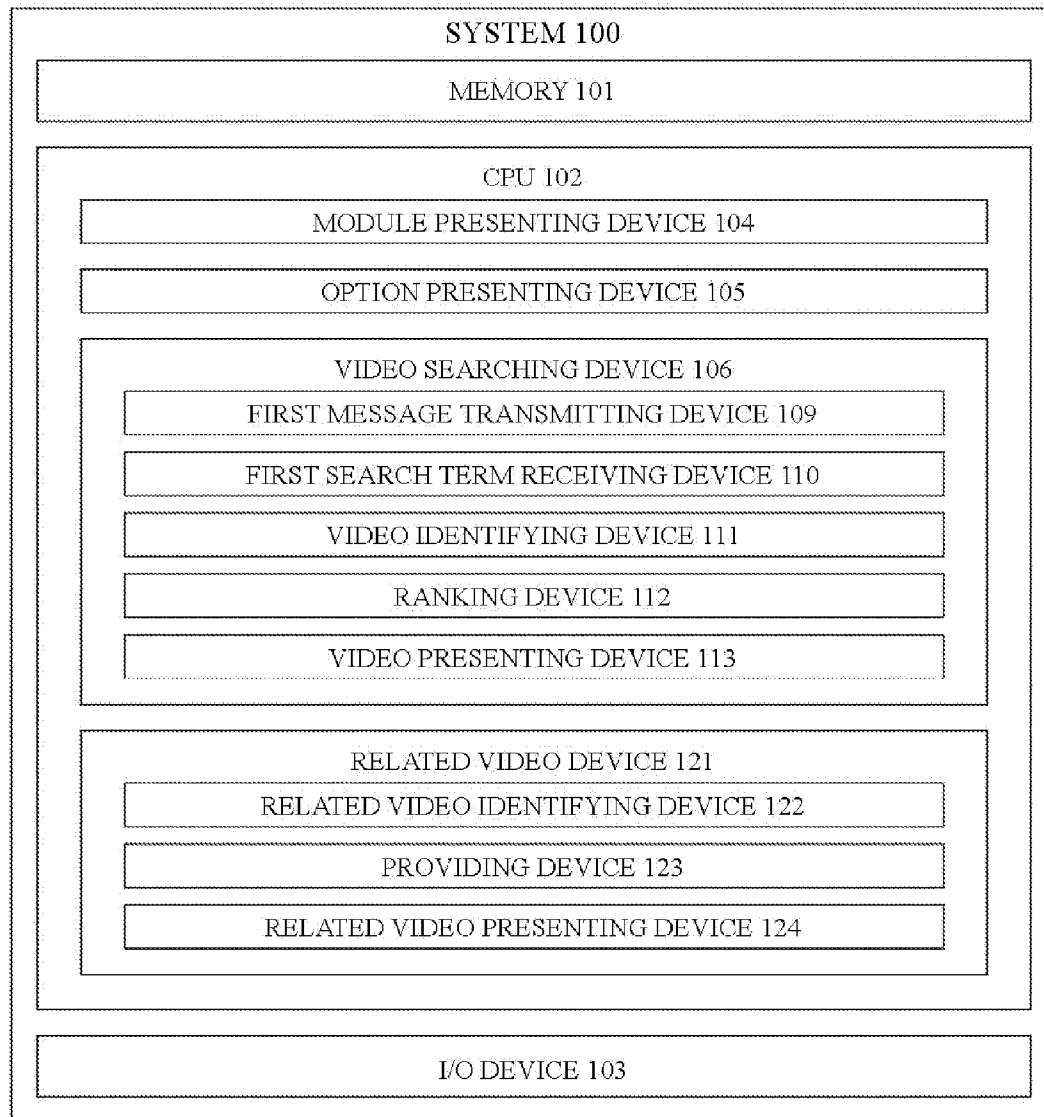 SYSTEM 100
MEMORY 101
CPU 102
MODULE PRESENTING DEVICE 104
OPTION PRESENTING DEVICE 105
VIDEO SEARCHING DEVICE 106
FIRST MESSAGE TRANSMITTING DEVICE 109
FIRST SEARCH TERM RECEIVING DEVICE 110
VIDEO IDENTIFYING DEVICE 111
RANKING DEVICE 112
VIDEO PRESENTING DEVICE 113
RELATED VIDEO DEVICE 121
RELATED VIDEO IDENTIFYING DEVICE 122
PROVIDING DEVICE 123
RELATED VIDEO PRESENTING DEVICE 124
I/O DEVICE 103